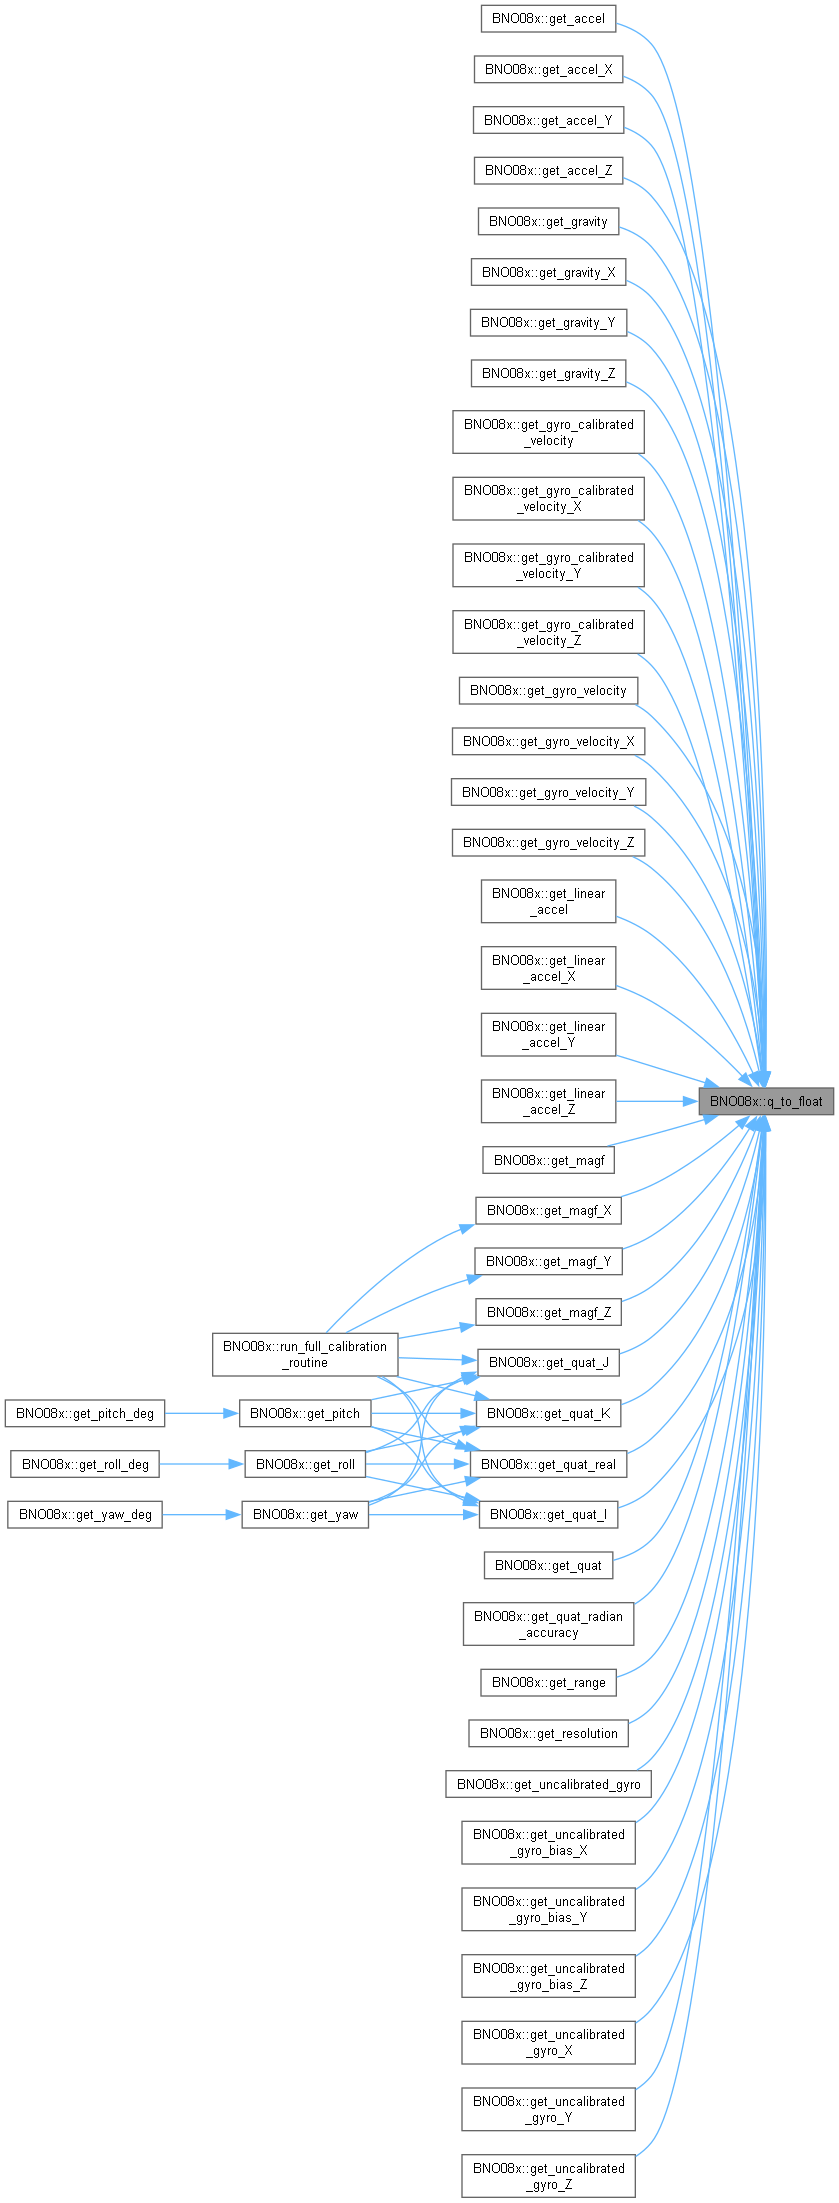 BNO08x::get_accel
BNO08x::get_accel_X
BNO08x::get_accel_Y
BNO08x::get_accel_Z
BNO08x::get_gravity
BNO08x::get_gravity_X
BNO08x::get_gravity_Y
BNO08x::get_gravity_Z
BNO08x::get_gyro_calibrated
_velocity
BNO08x::get_gyro_calibrated
_velocity_X
BNO08x::get_gyro_calibrated
_velocity_Y
BNO08x::get_gyro_calibrated
_velocity_Z
BNO08x::get_gyro_velocity
BNO08x::get_gyro_velocity_X
BNO08x::get_gyro_velocity_Y
BNO08x::get_gyro_velocity_Z
BNO08x::get_linear
_accel
BNO08x::get_linear
_accel_X
BNO08x::get_linear
_accel_Y
BNO08x::get_linear
_accel_Z
BNO08x::q_to_float
BNO08x::get_magf
BNO08x::get_magf_X
BNO08x::get_magf_Y
BNO08x::get_magf_Z
BNO08x::run_full_calibration
_routine
BNO08x::get_quat_J
BNO08x::get_pitch_deg
BNO08x::get_pitch
BNO08x::get_quat_K
BNO08x::get_roll_deg
BNO08x::get_roll
BNO08x::get_quat_real
BNO08x::get_yaw_deg
BNO08x::get_yaw
BNO08x::get_quat_I
BNO08x::get_quat
BNO08x::get_quat_radian
_accuracy
BNO08x::get_range
BNO08x::get_resolution
BNO08x::get_uncalibrated_gyro
BNO08x::get_uncalibrated
_gyro_bias_X
BNO08x::get_uncalibrated
_gyro_bias_Y
BNO08x::get_uncalibrated
_gyro_bias_Z
BNO08x::get_uncalibrated
_gyro_X
BNO08x::get_uncalibrated
_gyro_Y
BNO08x::get_uncalibrated
_gyro_Z